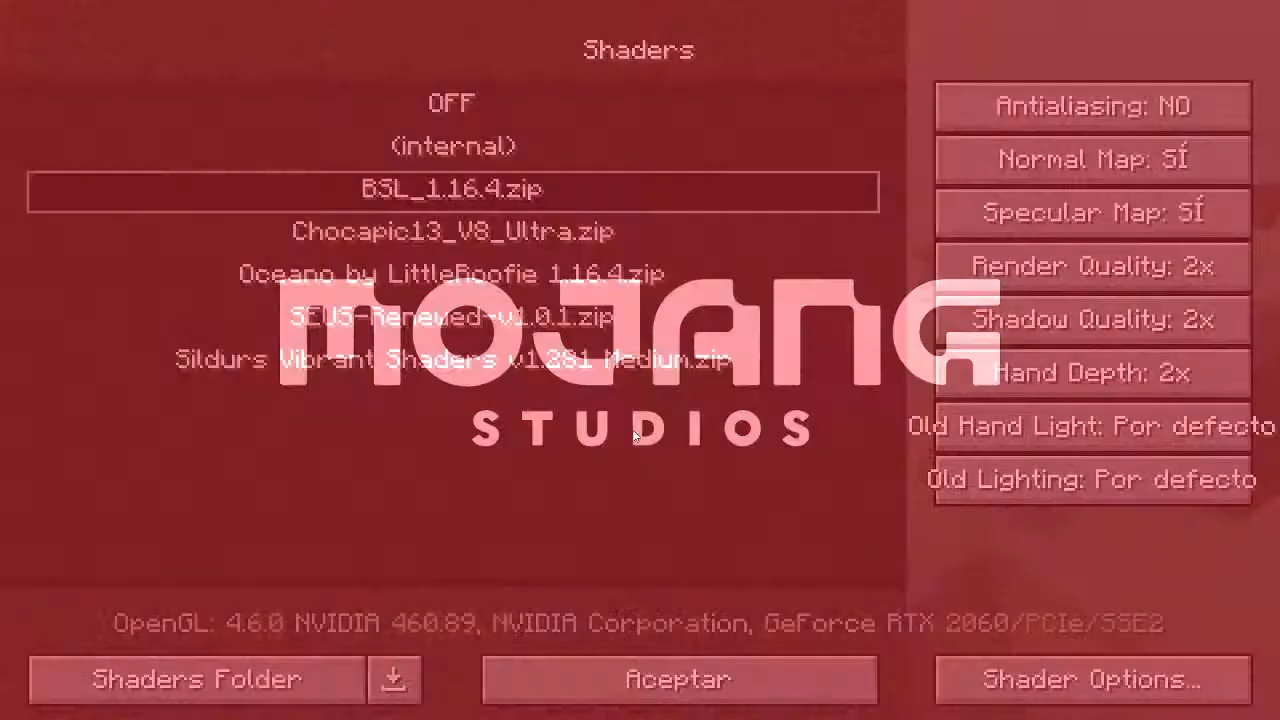 Shaders
OFF
(internal)
BSL_1.16.4.zip
Chocapic13_V8_Ultra.zip
Oceano by LittleRoofie 1.16.4.zip
SEUS-Renewed-v1.0.1.zip
Sildurs Vibrant Shaders v1.281 Medium.zip
MOJANG
STUDIOS
Antialiasing: NO
Normal Map: SÍ
Specular Map: SÍ
Render Quality: 2x
Shadow Quality: 2x
Hand Depth: 2x
Old Hand Light: Por defecto
Old Lighting: Por defecto
OpenGL: 4.6.0 NVIDIA 460.89, NVIDIA Corporation, GeForce RTX 2060/PCIe/SSE2
Shaders Folder
Aceptar
Shader Options...